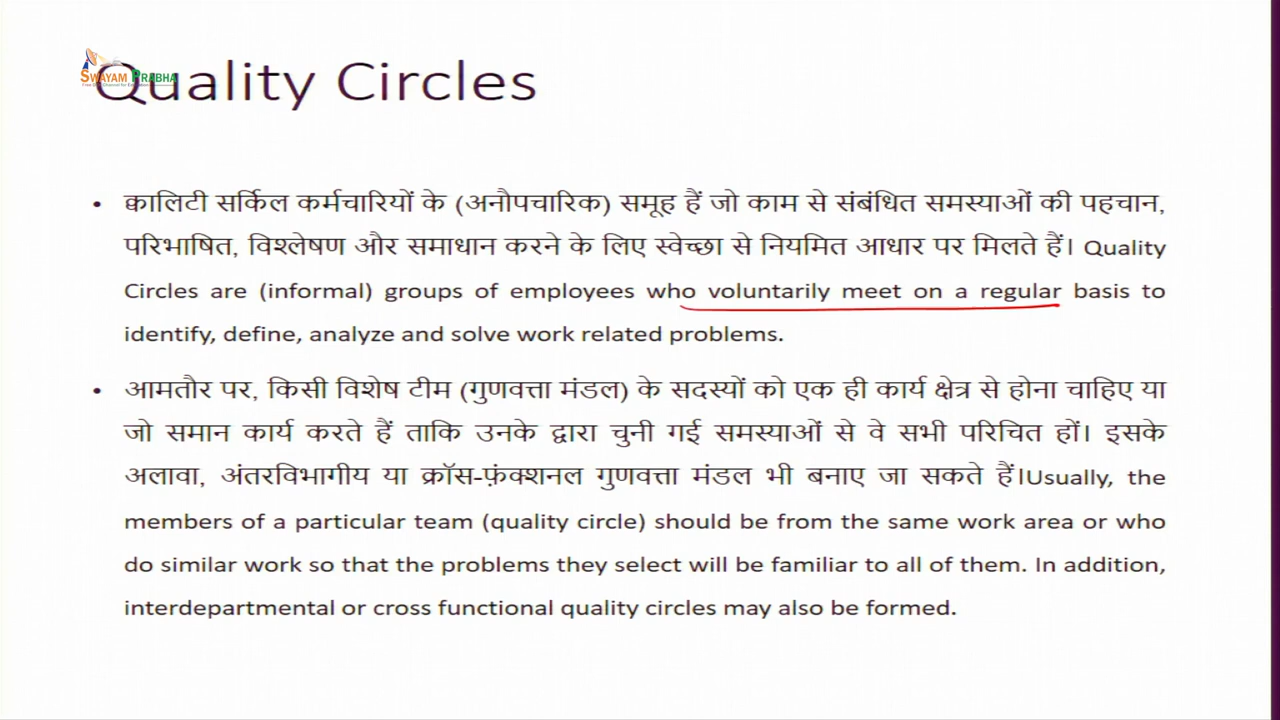 SWAYAM PRABHA
Quality Circles
• क्वालिटी सर्किल कर्मचारियों के (अनौपचारिक) समूह हैं जो काम से संबंधित समस्याओं की पहचान,
परिभाषित, विश्लेषण और समाधान करने के लिए स्वेच्छा से नियमित आधार पर मिलते हैं। Quality
Circles are (informal) groups of employees who voluntarily meet on a regular basis to
identify, define, analyze and solve work related problems.
• आमतौर पर, किसी विशेष टीम (गुणवत्ता मंडल) के सदस्यों को एक ही कार्य क्षेत्र से होना चाहिए या
जो समान कार्य करते हैं ताकि उनके द्वारा चुनी गई समस्याओं से वे सभी परिचित हों। इसके
अलावा, अंतरविभागीय या क्रॉस-फ़ंक्शनल गुणवत्ता मंडल भी बनाए जा सकते हैं।Usually, the
members of a particular team (quality circle) should be from the same work area or who
do similar work so that the problems they select will be familiar to all of them. In addition,
interdepartmental or cross functional quality circles may also be formed.